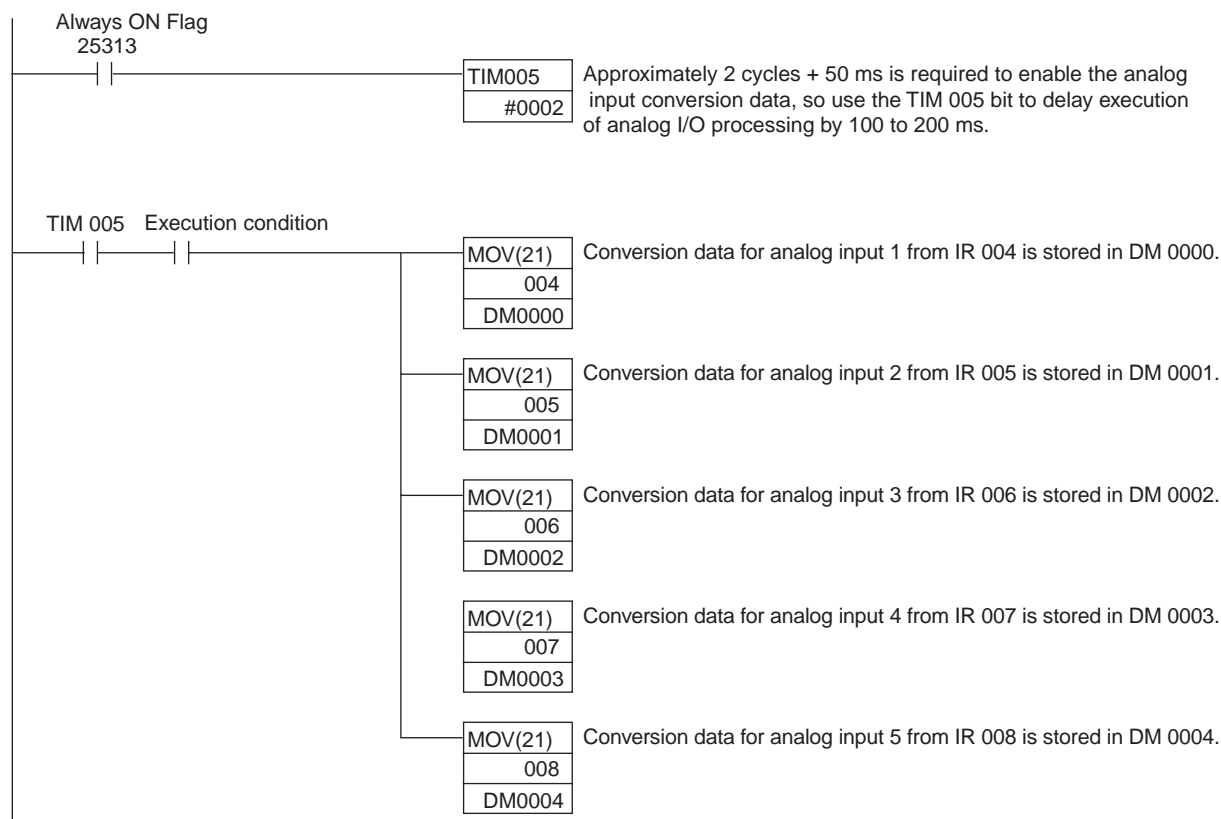 Always ON Flag
25313
TIM005
#0002
Approximately 2 cycles + 50 ms is required to enable the analog
input conversion data, so use the TIM 005 bit to delay execution
of analog I/O processing by 100 to 200 ms.
TIM 005 Execution condition
MOV(21)
004
DM0000
Conversion data for analog input 1 from IR 004 is stored in DM 0000.
MOV(21)
005
DM0001
Conversion data for analog input 2 from IR 005 is stored in DM 0001.
MOV(21)
006
DM0002
Conversion data for analog input 3 from IR 006 is stored in DM 0002.
MOV(21)
007
DM0003
Conversion data for analog input 4 from IR 007 is stored in DM 0003.
MOV(21)
008
DM0004
Conversion data for analog input 5 from IR 008 is stored in DM 0004.